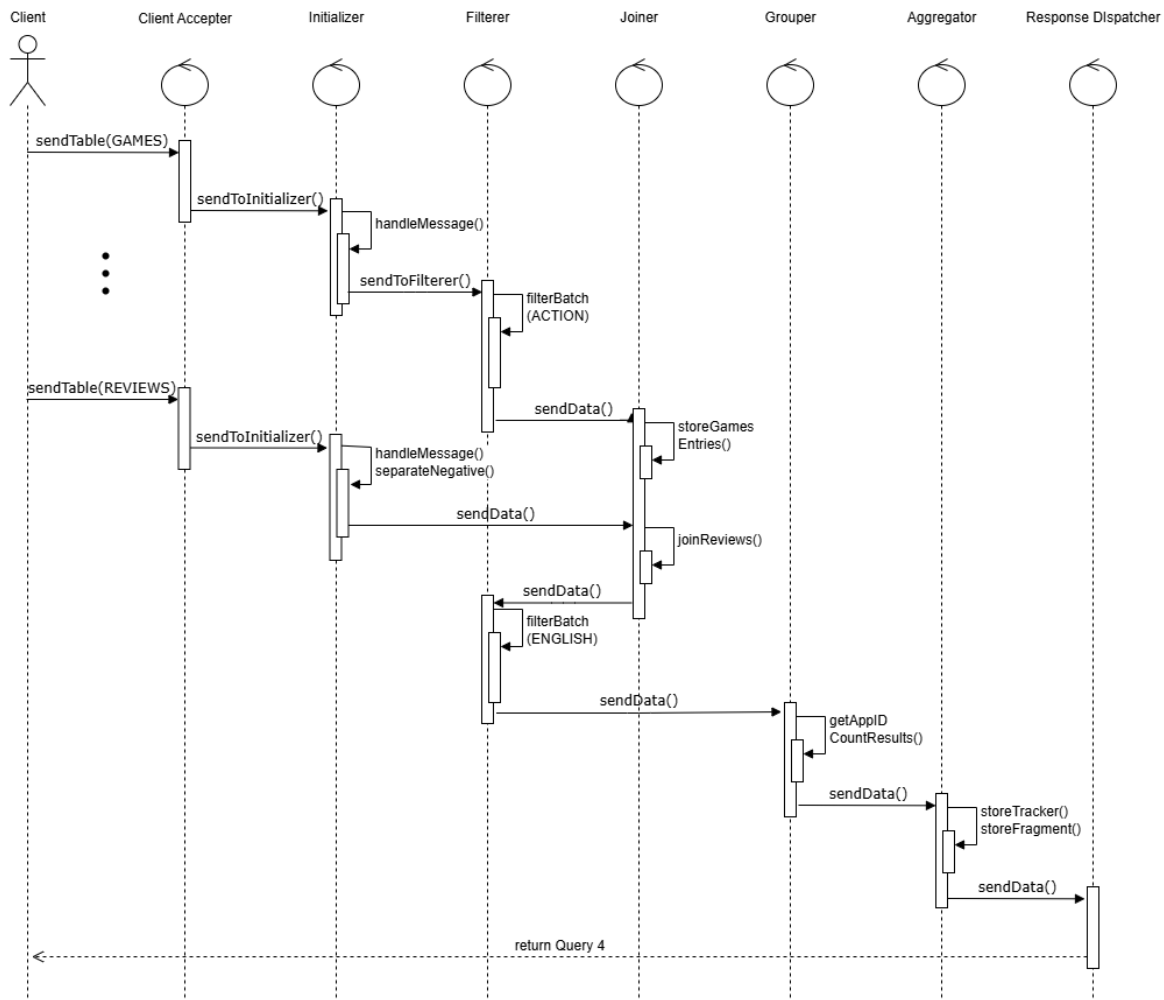 Client
Client Accepter
Initializer
Filterer
Joiner
Grouper
Aggregator
Response DIspatcher
sendTable(GAMES)
sendToInitializer()
handleMessage()
sendToFilterer()
filterBatch
(ACTION)
sendTable(REVIEWS)
sendData()
storeGames
Entries()
sendToInitializer()
handleMessage()
separateNegative()
sendData()
joinReviews()
sendData()
filterBatch
(ENGLISH)
sendData()
getAppID
CountResults()
sendData()
storeTracker()
storeFragment()
sendData()
return Query 4